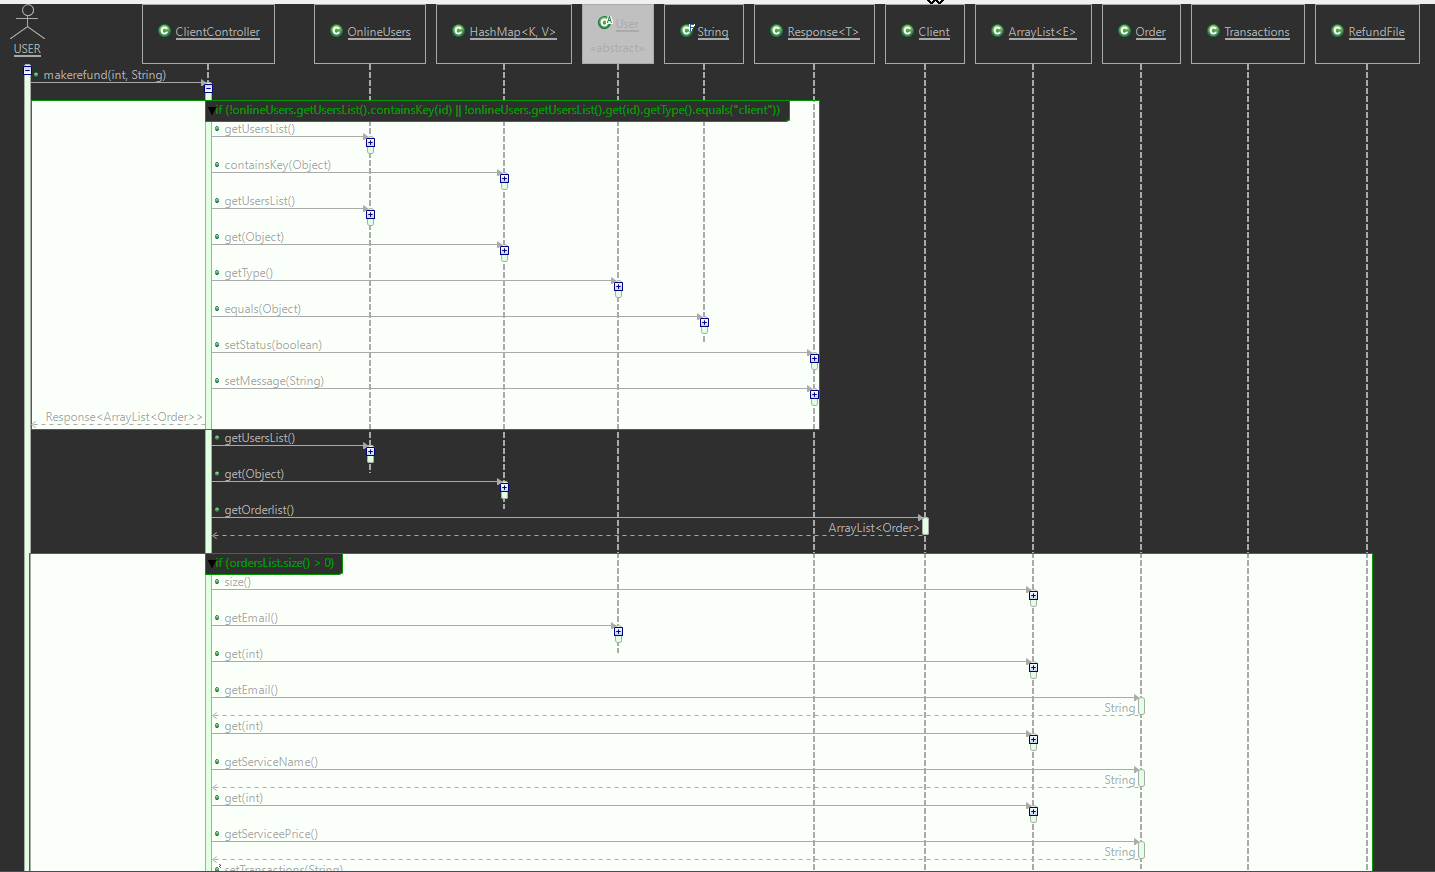 USER
ClientController
OnlineUsers
HashMap<K, V>
User
«abstract»
String
Response<T>
Client
ArrayList<E>
Order
Transactions
RefundFile
makerefund(int, String)
if (!onlineUsers.getUsersList().containsKey(id) || !onlineUsers.getUsersList().get(id).getType().equals("client"))
getUsersList()
containsKey(Object)
getUsersList()
get(Object)
getType()
equals(Object)
setStatus(boolean)
setMessage(String)
Response<ArrayList<Order>>
getUsersList()
get(Object)
getOrderlist()
ArrayList<Order>
if (ordersList.size() > 0)
size()
getEmail()
get(int)
getEmail()
String
get(int)
getServiceName()
String
get(int)
getServiceePrice()
String
setTransactions(String)